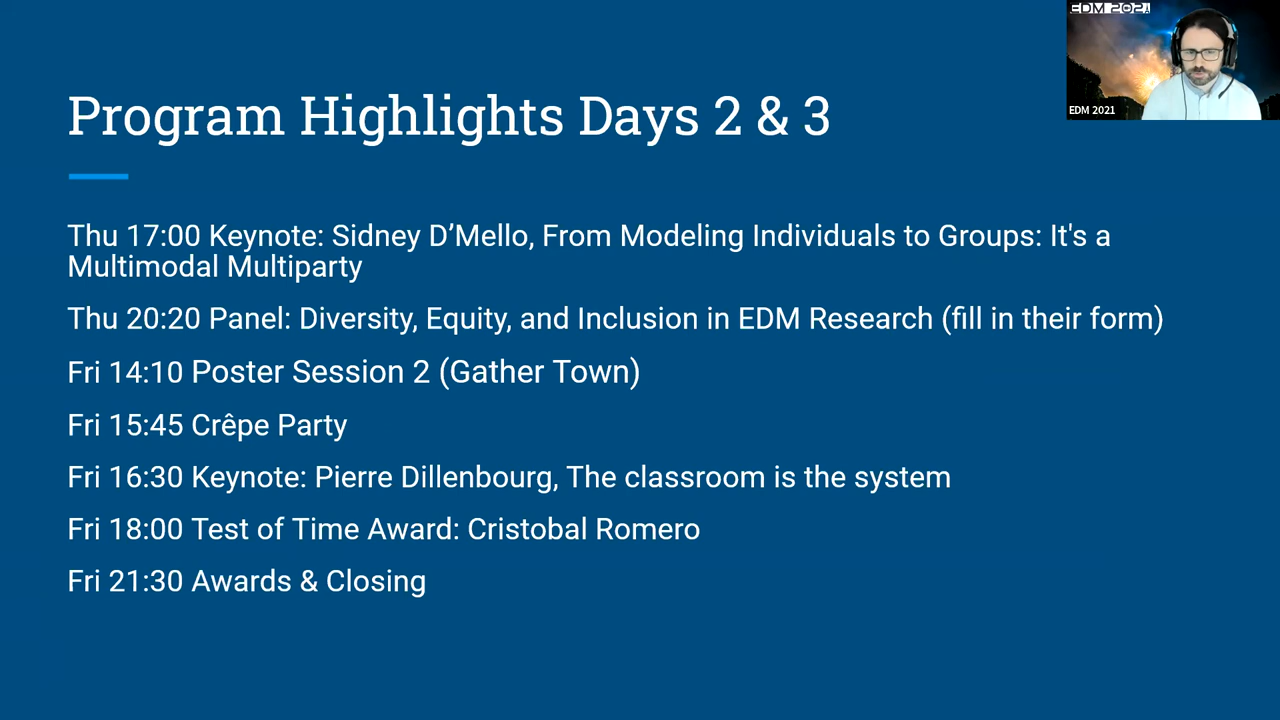 EDM 2021
EDM 2021
Program Highlights Days 2 & 3
Thu 17:00 Keynote: Sidney D’Mello, From Modeling Individuals to Groups: It's a
Multimodal Multiparty
Thu 20:20 Panel: Diversity, Equity, and Inclusion in EDM Research (fill in their form)
Fri 14:10 Poster Session 2 (Gather Town)
Fri 15:45 Crêpe Party
Fri 16:30 Keynote: Pierre Dillenbourg, The classroom is the system
Fri 18:00 Test of Time Award: Cristobal Romero
Fri 21:30 Awards & Closing